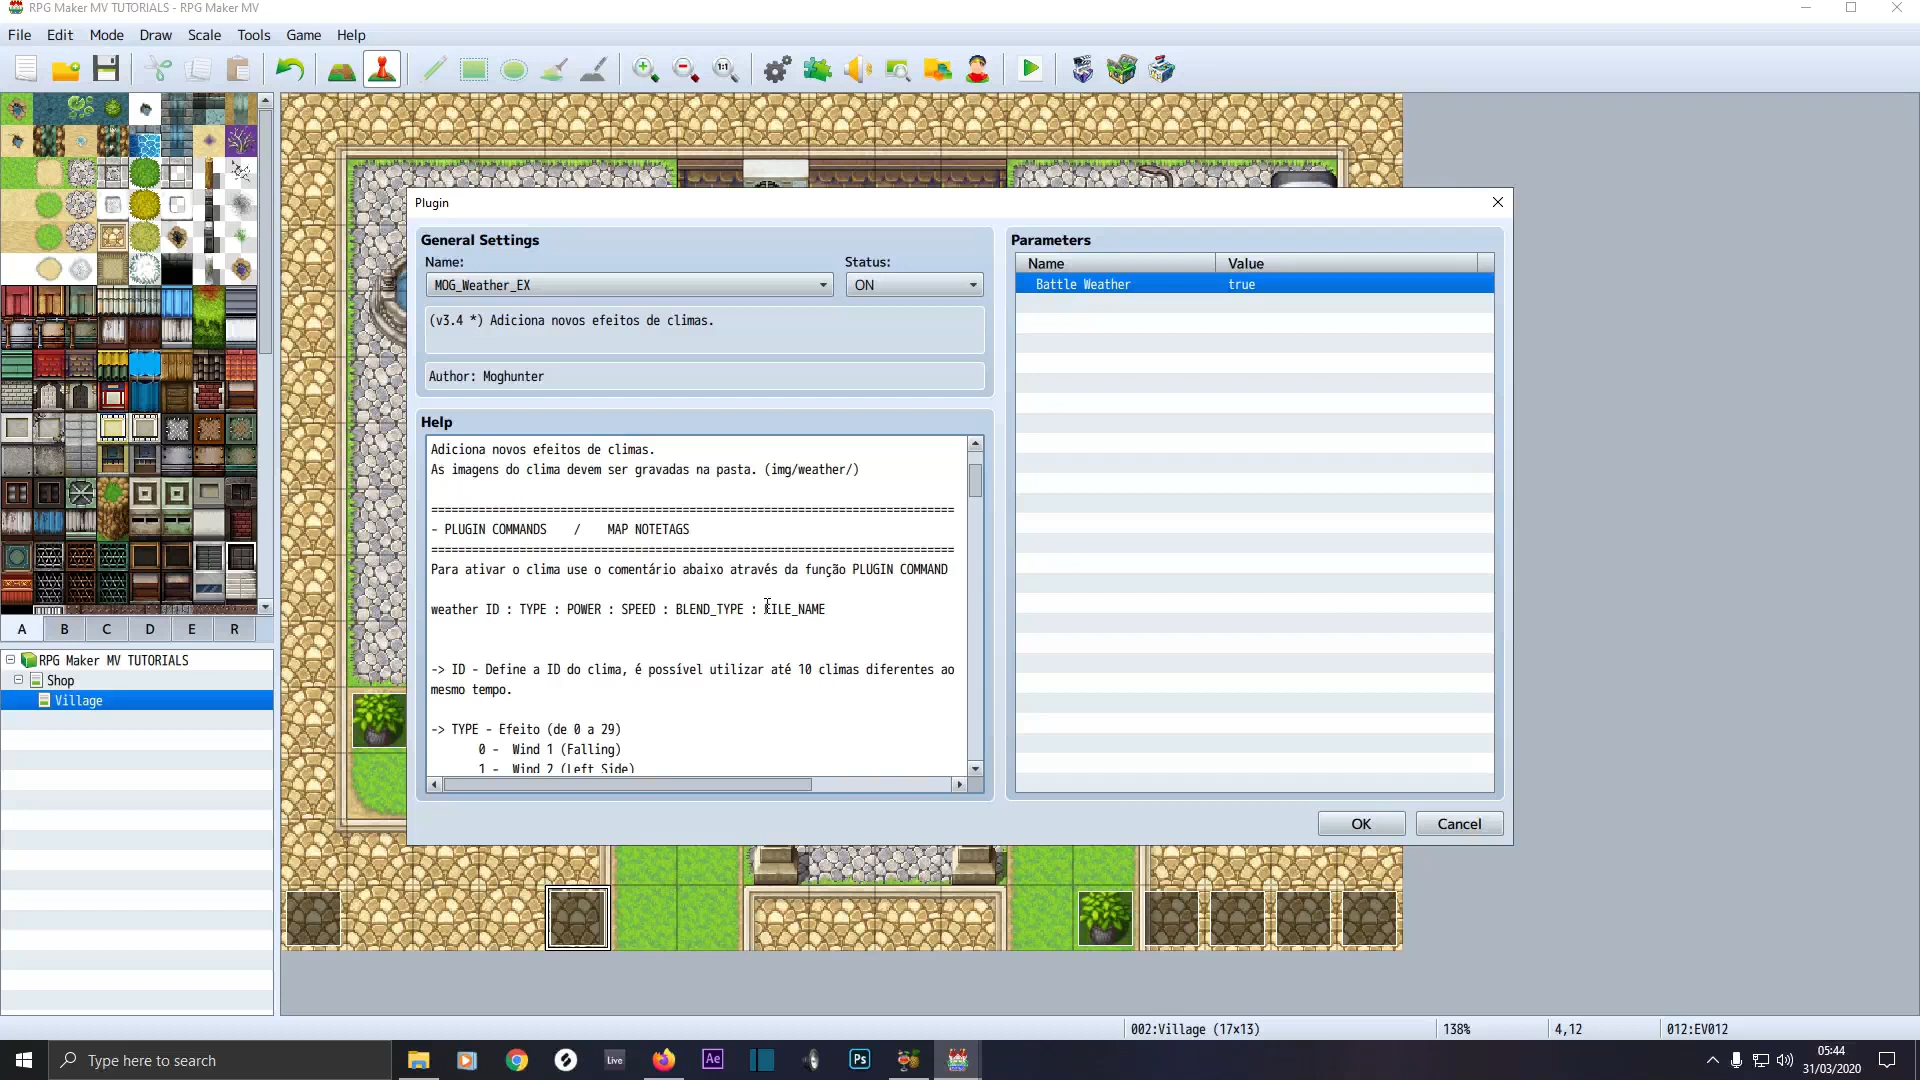 RPG Maker MV TUTORIALS - RPG Maker MV
File Edit Mode Draw Scale Tools Game Help
1:1
Plugin
General Settings
Name: Status:
MOG_Weather_EX ON
(v3.4 *) Adiciona novos efeitos de climas.
Author: Moghunter
Help
Adiciona novos efeitos de climas.
As imagens do clima devem ser gravadas na pasta. (img/weather/)
=============================================================================
- PLUGIN COMMANDS / MAP NOTETAGS
=============================================================================
Para ativar o clima use o comentário abaixo através da função PLUGIN COMMAND
weather ID : TYPE : POWER : SPEED : BLEND_TYPE : FILE_NAME
-> ID - Define a ID do clima, é possível utilizar até 10 climas diferentes ao
mesmo tempo.
-> TYPE - Efeito (de 0 a 29)
0 - Wind 1 (Falling)
1 - Wind 2 (Left Side)
Parameters
Name Value
Battle Weather true
OK Cancel
A B C D E R
RPG Maker MV TUTORIALS
Shop
Village
002:Village (17x13) 138% 4,12 012:EV012
Type here to search
Live
Ae
Ps
05:44
31/03/2020